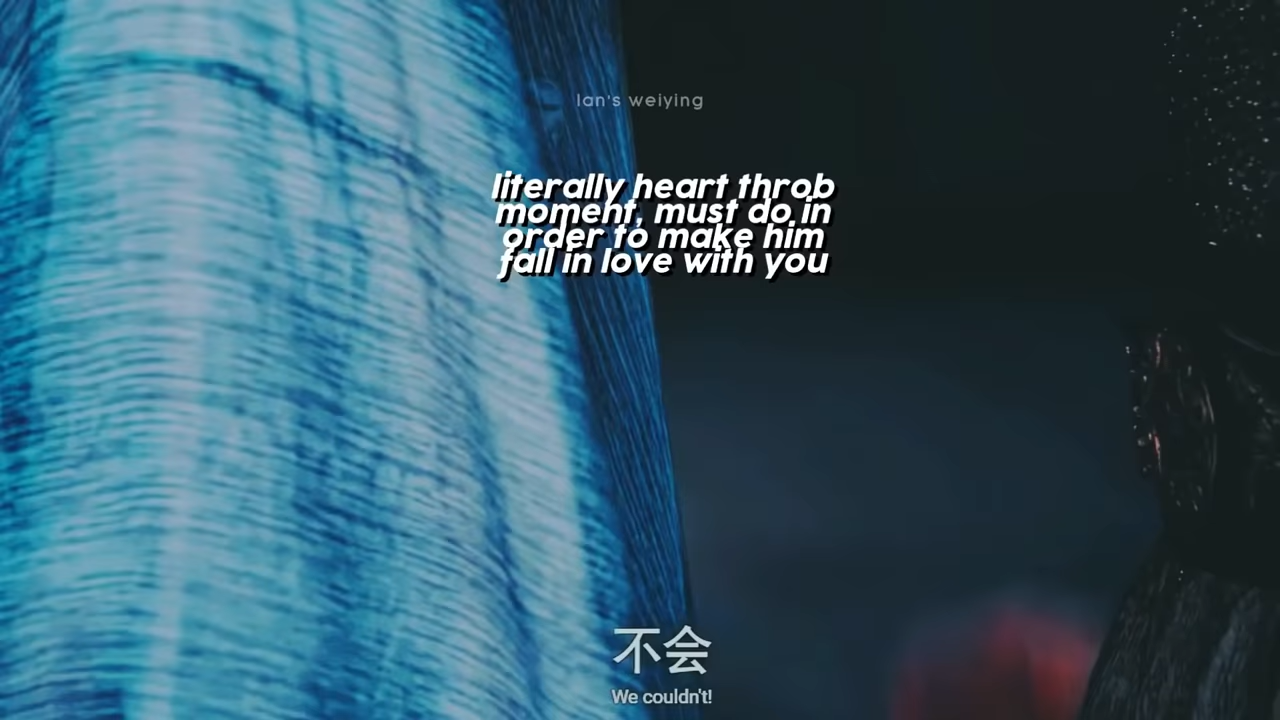 lan's weiying
literally heart throb
moment, must do in
order to make him
fall in love with you
不会
We couldn't!